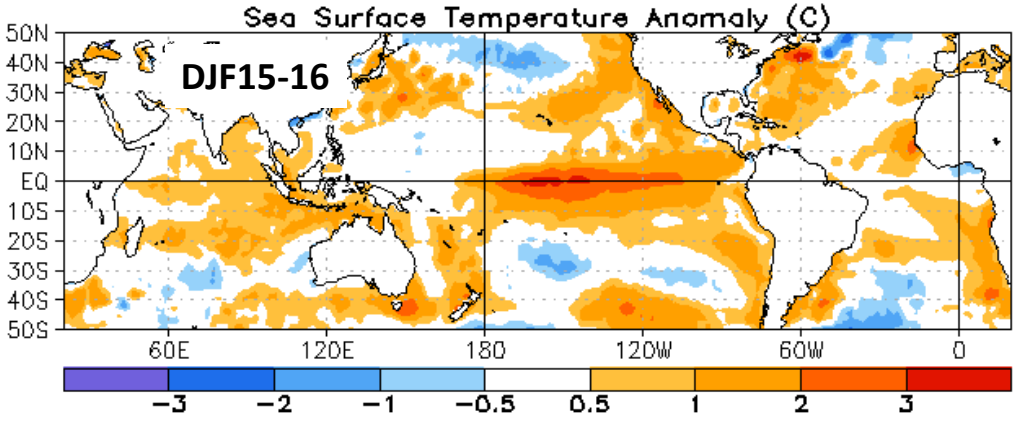 Sea Surface Temperature Anomaly (C)
DJF15-16
50N
40N
30N
20N
10N
EQ
10S
20S
30S
40S
50S
60E 120E 180 120W 60W 0
−3 −2 −1 −0.5 0.5 1 2 3